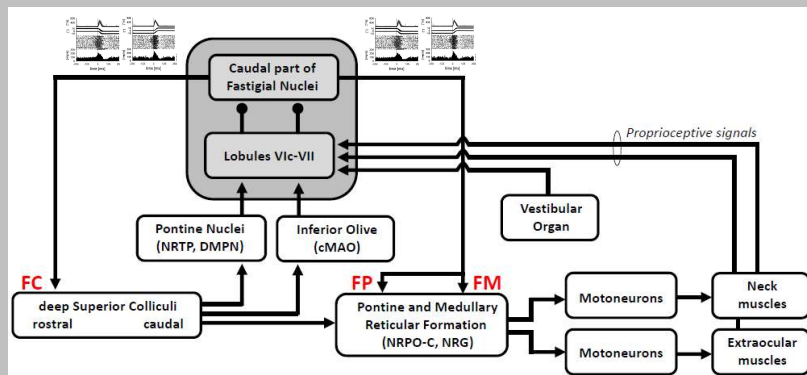 Caudal part of
Fastigial Nuclei
Proprioceptive signals
Lobules VIc-VII
Vestibular
Organ
Pontine Nuclei
(NRTP, DMPN)
Inferior Olive
(cMAO)
FC
FP
FM
deep Superior Colliculi
rostral caudal
Pontine and Medullary
Reticular Formation
(NRPO-C, NRG)
Motoneurons
Neck
muscles
Motoneurons
Extraocular
muscles